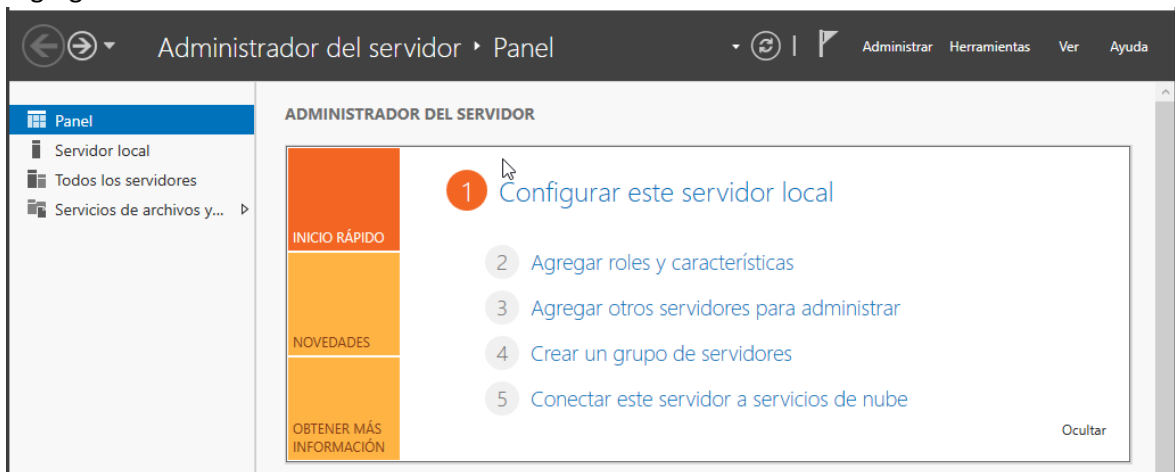 Administrador del servidor ‣ Panel
Administrar Herramientas Ver Ayuda
Panel
Servidor local
Todos los servidores
Servicios de archivos y...
ADMINISTRADOR DEL SERVIDOR
INICIO RÁPIDO
NOVEDADES
OBTENER MÁS
INFORMACIÓN
1 Configurar este servidor local
2 Agregar roles y características
3 Agregar otros servidores para administrar
4 Crear un grupo de servidores
5 Conectar este servidor a servicios de nube
Ocultar